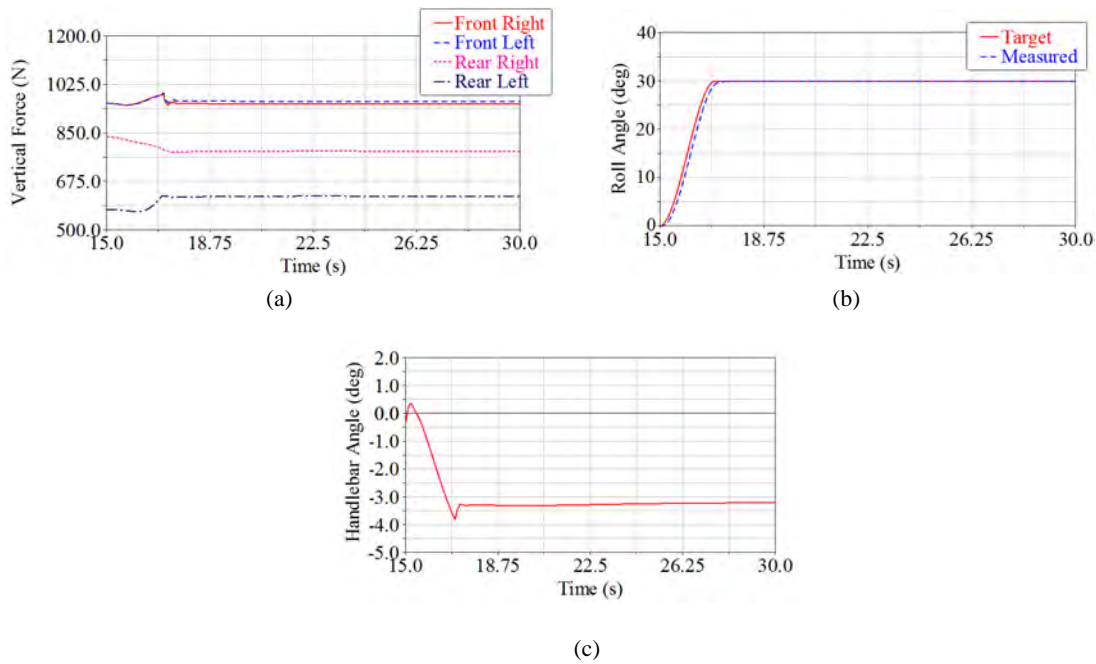 Front Right
Front Left
Rear Right
Rear Left
1200.0
1025.0
850.0
675.0
500.0
Vertical Force (N)
15.0 18.75 22.5 26.25 30.0
Time (s)
(a)
Target
Measured
40
30
20
10
0
Roll Angle (deg)
15.0 18.75 22.5 26.25 30.0
Time (s)
(b)
2.0
1.0
0.0
-1.0
-2.0
-3.0
-4.0
-5.0
Handlebar Angle (deg)
15.0 18.75 22.5 26.25 30.0
Time (s)
(c)